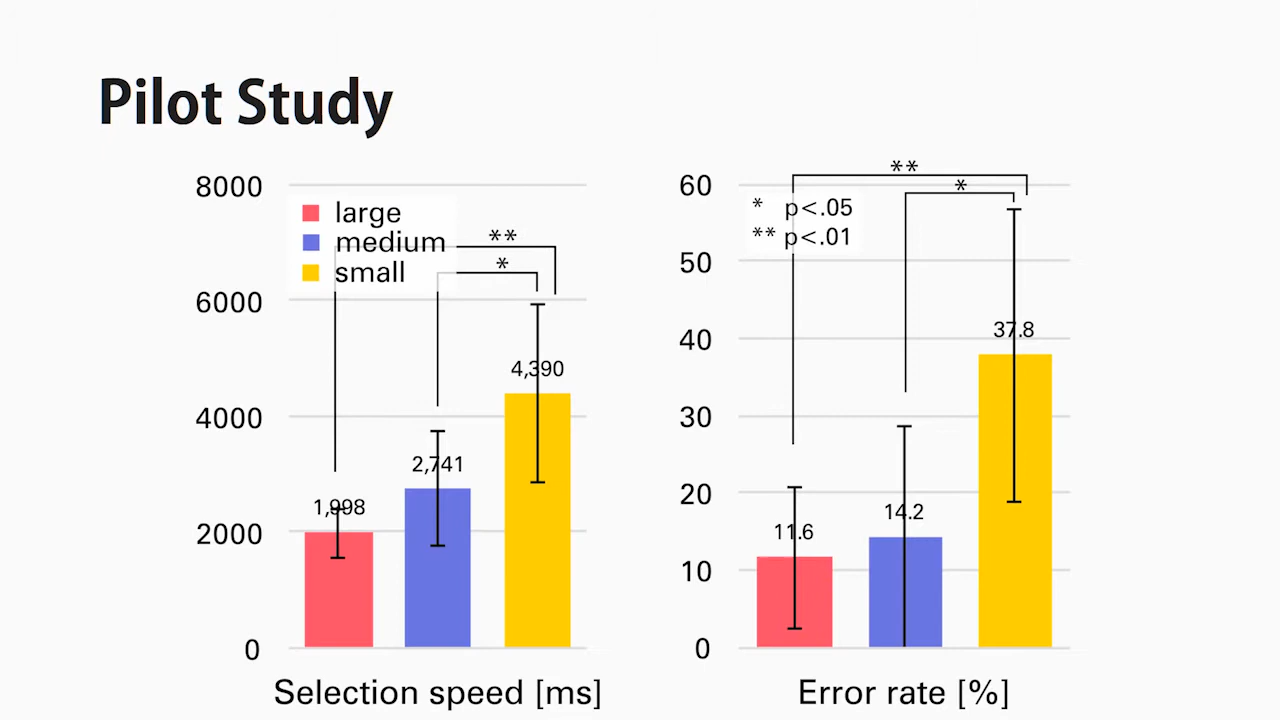 Pilot Study
8000
6000
4000
2000
0
large
medium
small
**
*
1,998
2,741
4,390
Selection speed [ms]
60
50
40
30
20
10
0
* p<.05
** p<.01
**
*
11.6
14.2
37.8
Error rate [%]